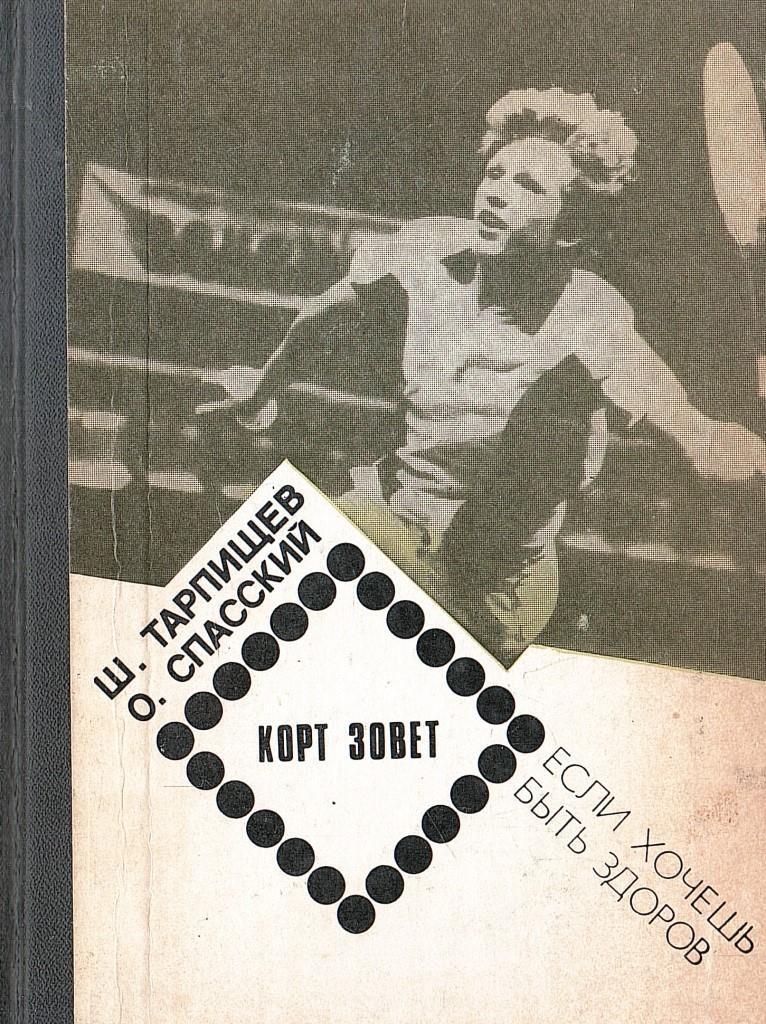 Ш. ТАРПИЩЕВ
О. СПАССКИЙ
КОРТ ЗОВЕТ
ЕСЛИ ХОЧЕШЬ
БЫТЬ ЗДОРОВ